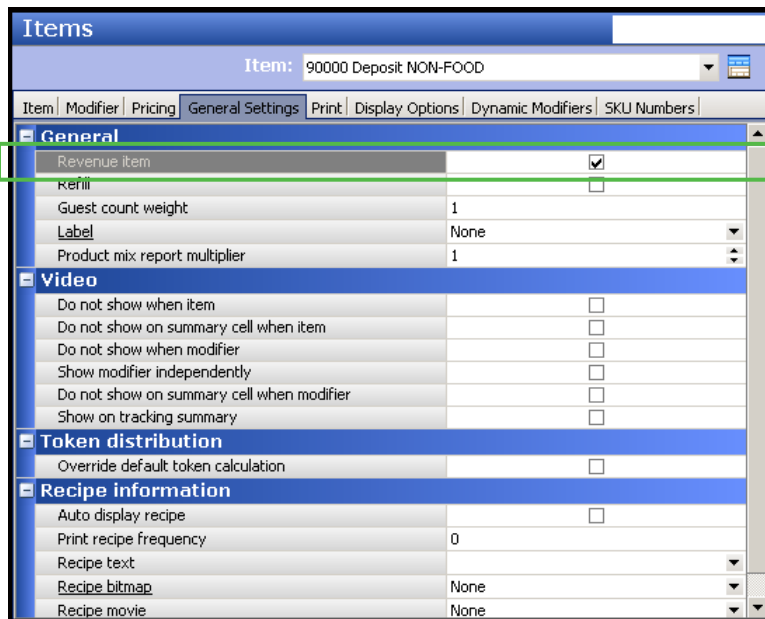 Items
Item: 90000 Deposit NON-FOOD
Item Modifier Pricing General Settings Print Display Options Dynamic Modifiers SKU Numbers
General
Revenue item
Refill
Guest count weight 1
Label None
Product mix report multiplier 1
Video
Do not show when item
Do not show on summary cell when item
Do not show when modifier
Show modifier independently
Do not show on summary cell when modifier
Show on tracking summary
Token distribution
Override default token calculation
Recipe information
Auto display recipe
Print recipe frequency 0
Recipe text
Recipe bitmap None
Recipe movie None